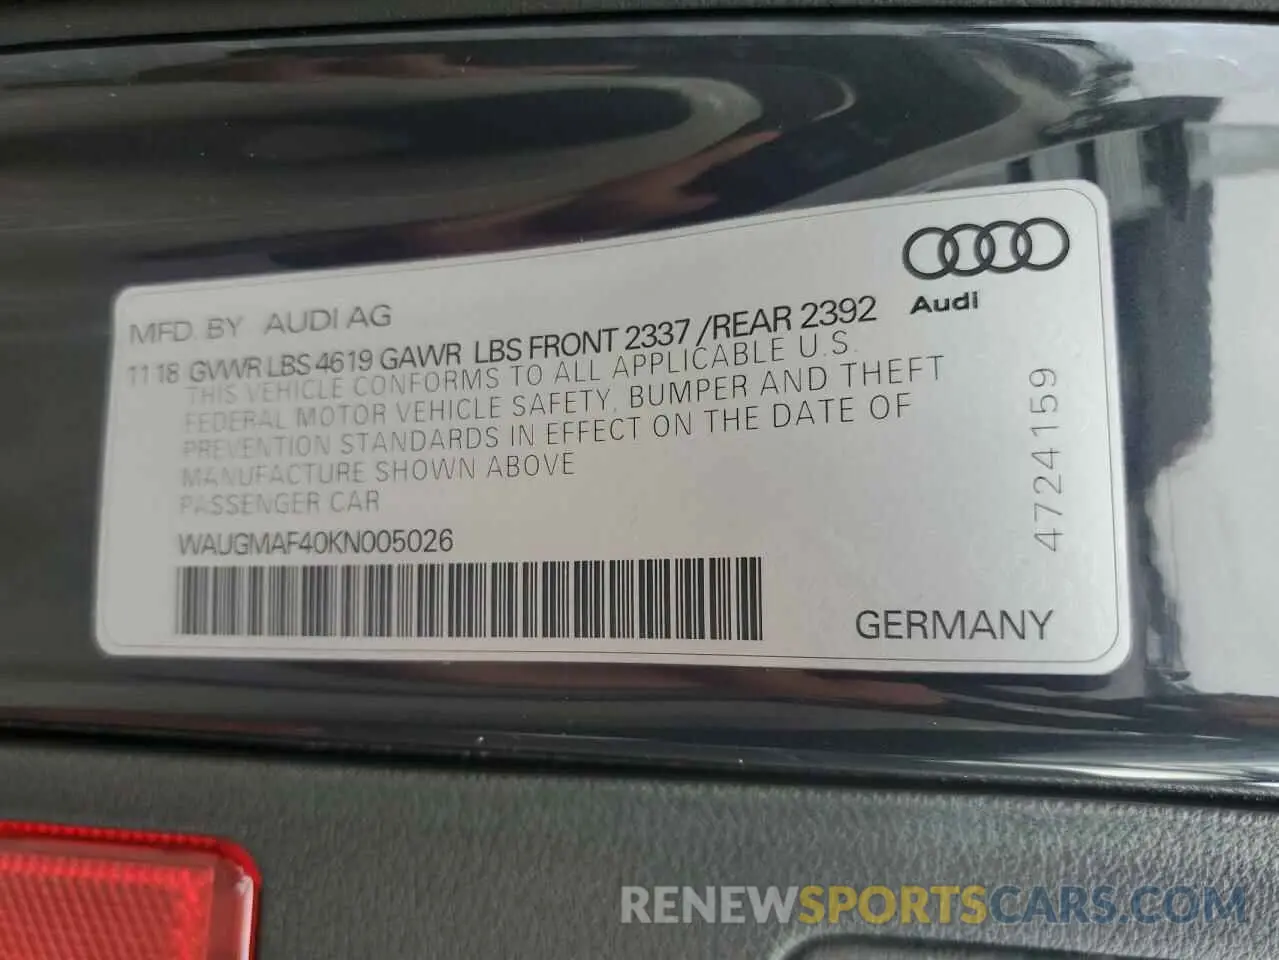 MFD. BY AUDI AG
11 18 GVWR LBS 4619 GAWR LBS FRONT 2337 /REAR 2392
Audi
THIS VEHICLE CONFORMS TO ALL APPLICABLE U.S.
FEDERAL MOTOR VEHICLE SAFETY, BUMPER AND THEFT
PREVENTION STANDARDS IN EFFECT ON THE DATE OF
MANUFACTURE SHOWN ABOVE
PASSENGER CAR
WAUGMAF40KN005026
4724159
GERMANY
RENEWSPORTSCARS.COM